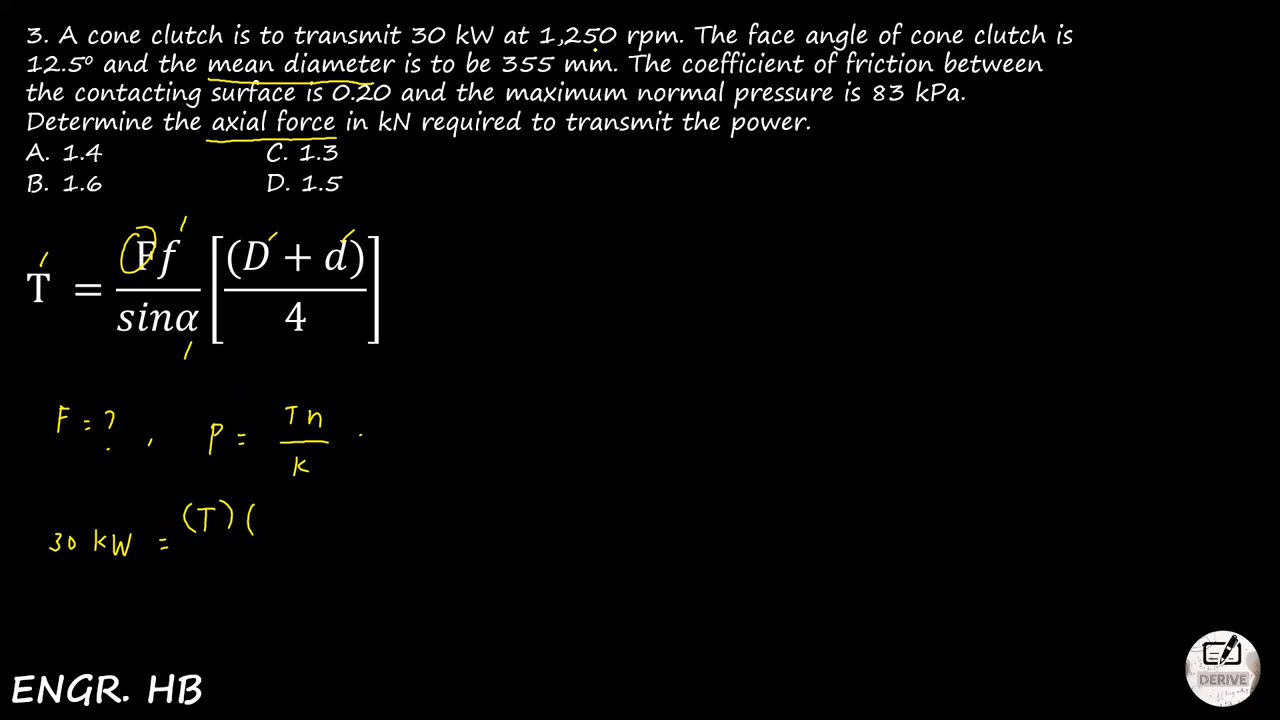 3. A cone clutch is to transmit 30 kW at 1,250 rpm. The face angle of cone clutch is
12.5º and the mean diameter is to be 355 mm. The coefficient of friction between
the contacting surface is 0.20 and the maximum normal pressure is 83 kPa.
Determine the axial force in kN required to transmit the power.
A. 1.4 C. 1.3
B. 1.6 D. 1.5
T = Ff/sinα [(D + d)/4]
F = ? , P = Tn/k
30 kW = (T)(
ENGR. HB
DERIVE